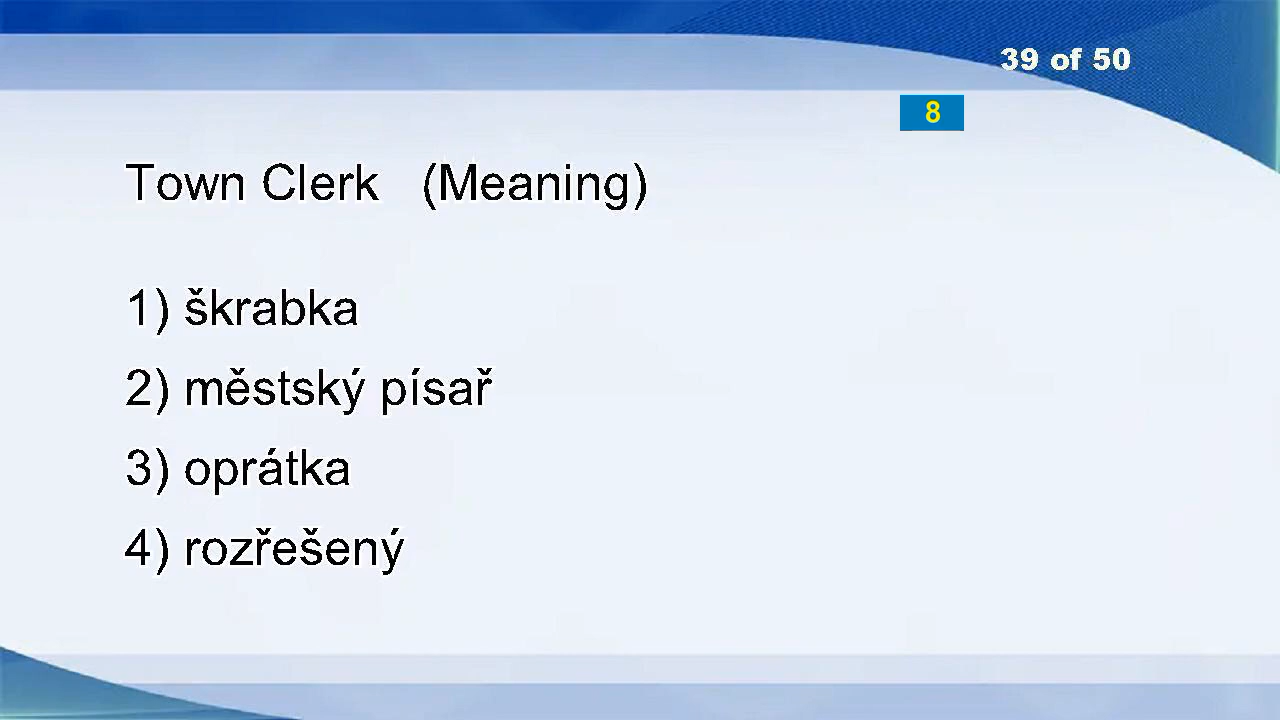 39 of 50
8
Town Clerk (Meaning)
1) škrabka
2) městský písař
3) oprátka
4) rozřešený